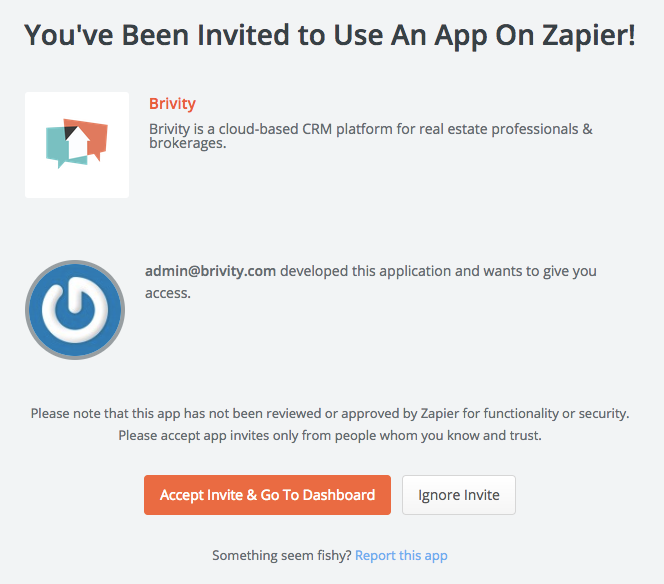 You've Been Invited to Use An App On Zapier!
Brivity
Brivity is a cloud-based CRM platform for real estate professionals &
brokerages.
admin@brivity.com developed this application and wants to give you
access.
Please note that this app has not been reviewed or approved by Zapier for functionality or security.
Please accept app invites only from people whom you know and trust.
Accept Invite & Go To Dashboard
Ignore Invite
Something seem fishy? Report this app